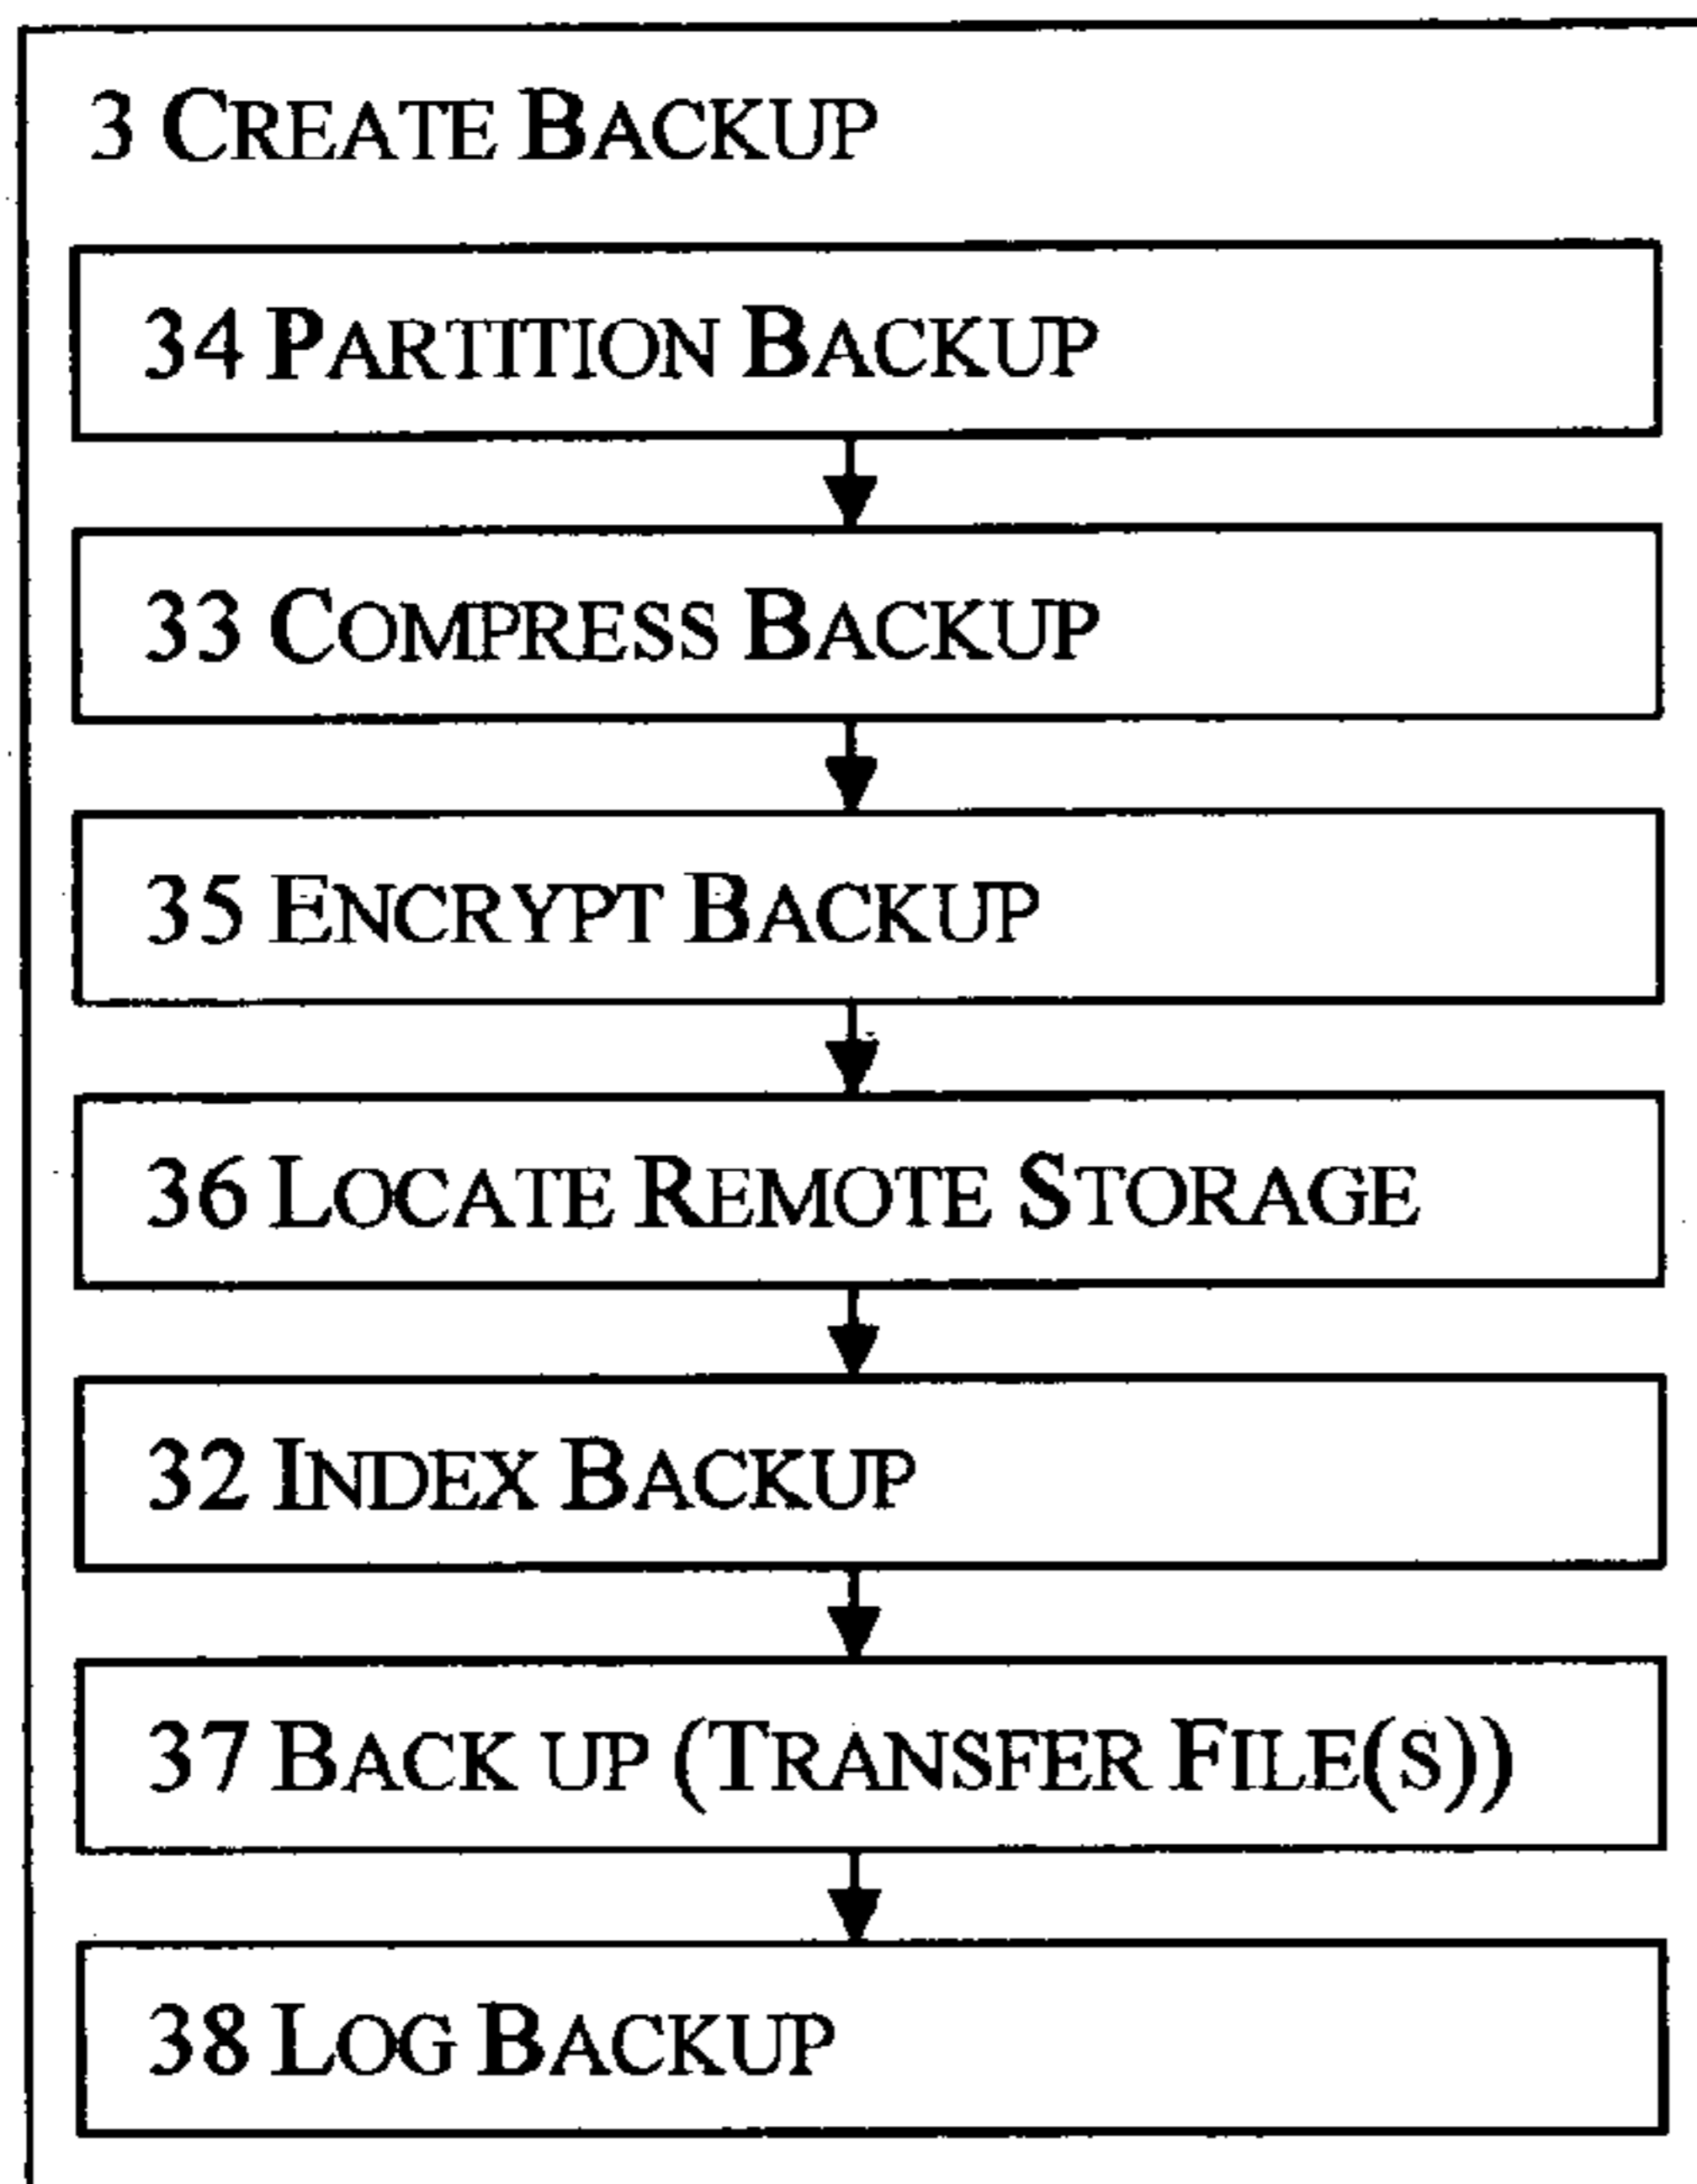 3 CREATE BACKUP
34 PARTITION BACKUP
33 COMPRESS BACKUP
35 ENCRYPT BACKUP
36 LOCATE REMOTE STORAGE
32 INDEX BACKUP
37 BACK UP (TRANSFER FILE(S))
38 LOG BACKUP